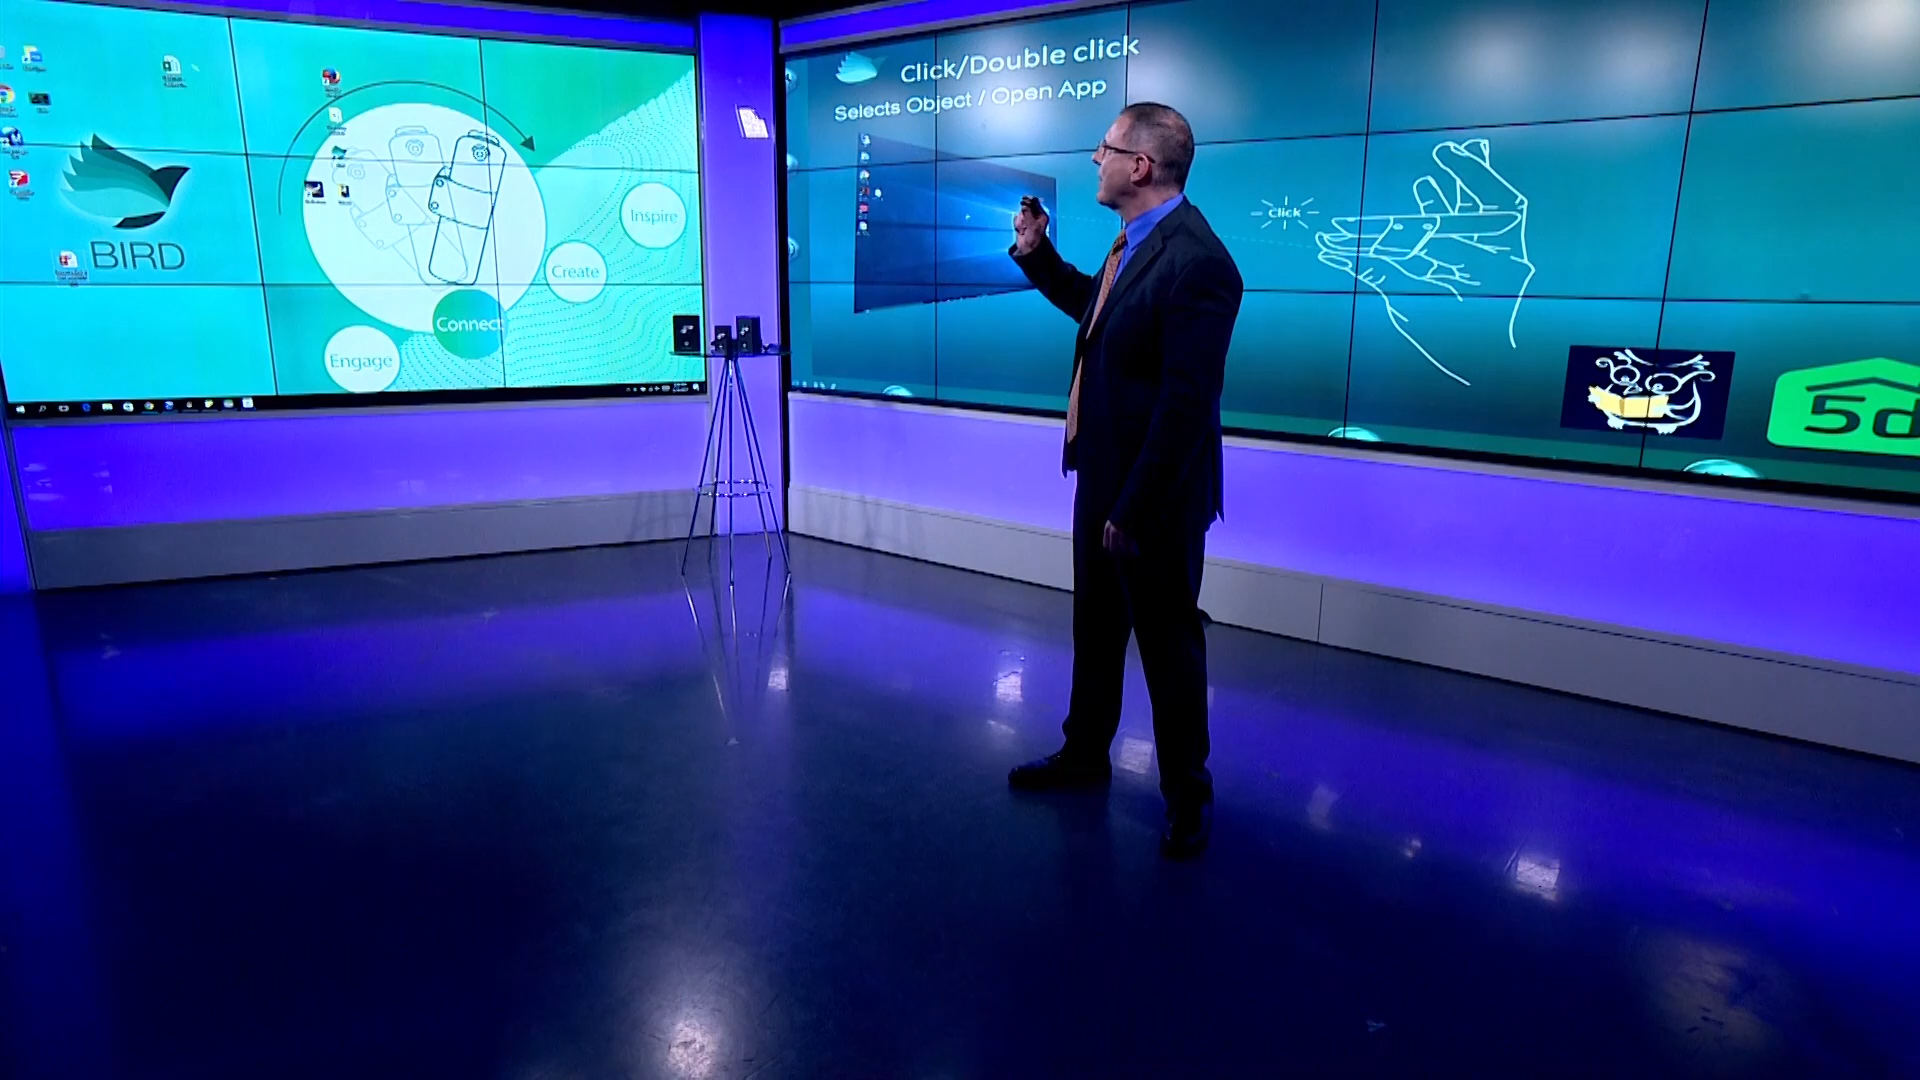 BIRD
Inspire
Create
Connect
Engage
Click/Double click
Selects Object / Open App
Click
5d